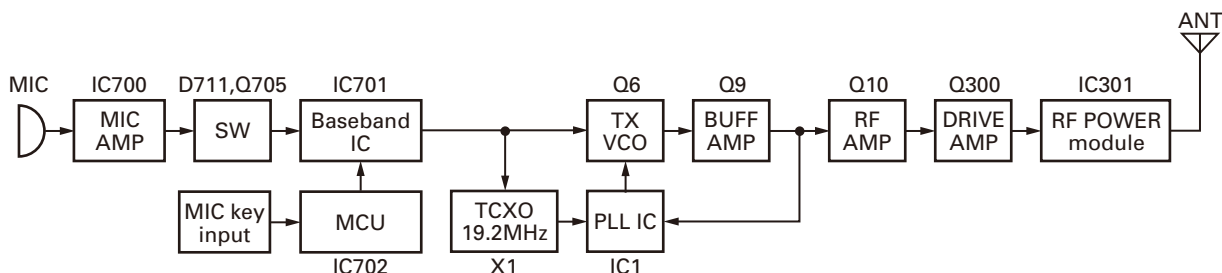 ANT
MIC
IC700
D711,Q705
IC701
Q6
Q9
Q10
Q300
IC301
MIC
AMP
SW
Baseband
IC
TX
VCO
BUFF
AMP
RF
AMP
DRIVE
AMP
RF POWER
module
MIC key
input
MCU
TCXO
19.2MHz
PLL IC
IC702
X1
IC1